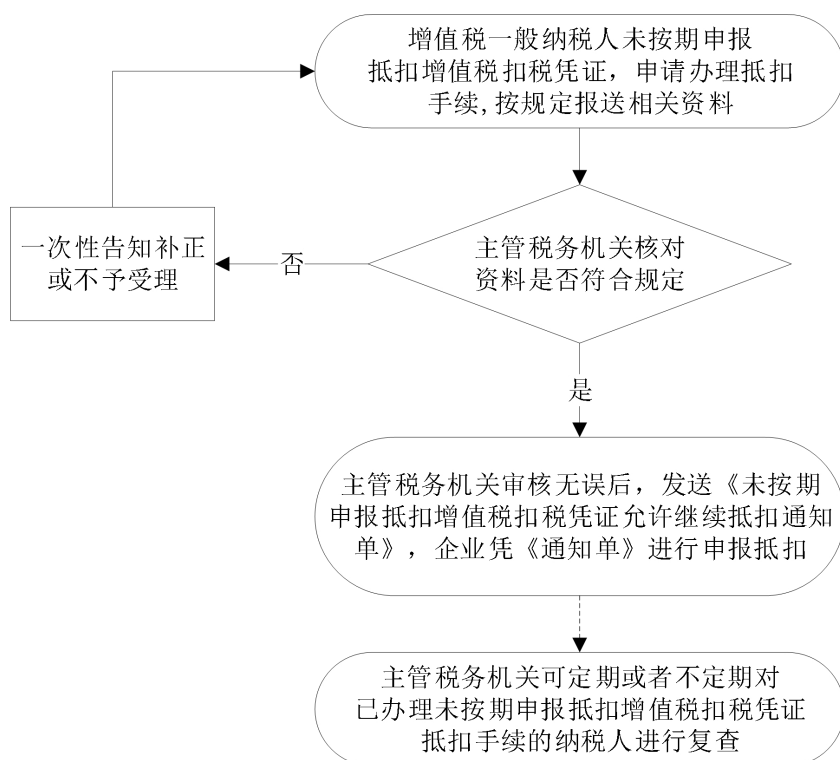 增值税一般纳税人未按期申报
抵扣增值税扣税凭证，申请办理抵扣
手续,按规定报送相关资料
主管税务机关核对
资料是否符合规定
否
一次性告知补正
或不予受理
是
主管税务机关审核无误后，发送《未按期
申报抵扣增值税扣税凭证允许继续抵扣通知
单》，企业凭《通知单》进行申报抵扣
主管税务机关可定期或者不定期对
已办理未按期申报抵扣增值税扣税凭证
抵扣手续的纳税人进行复查